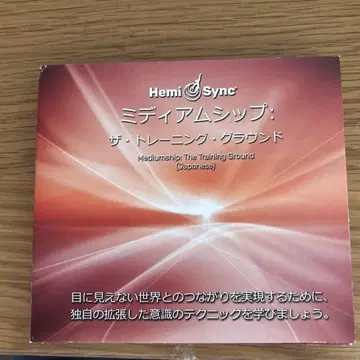 Hemi Sync®
ミディアムシップ:
ザ・トレーニング・グラウンド
Mediumship: The Training Ground
(Japanese)
目に見えない世界とのつながりを実現するために、
独自の拡張した意識のテクニックを学びましょう。